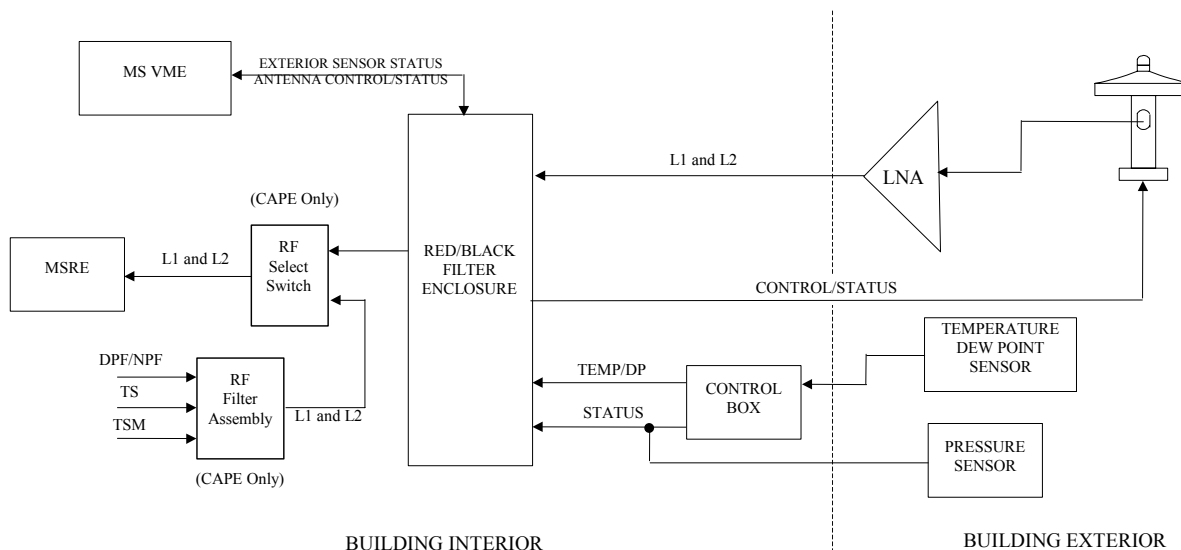 MS VME
EXTERIOR SENSOR STATUS
ANTENNA CONTROL/STATUS
L1 and L2
LNA
(CAPE Only)
RF
Select
Switch
MSRE
L1 and L2
RED/BLACK
FILTER
ENCLOSURE
CONTROL/STATUS
TEMPERATURE
DEW POINT
SENSOR
DPF/NPF
TS
TSM
RF
Filter
Assembly
L1 and L2
(CAPE Only)
TEMP/DP
STATUS
CONTROL
BOX
PRESSURE
SENSOR
BUILDING INTERIOR
BUILDING EXTERIOR